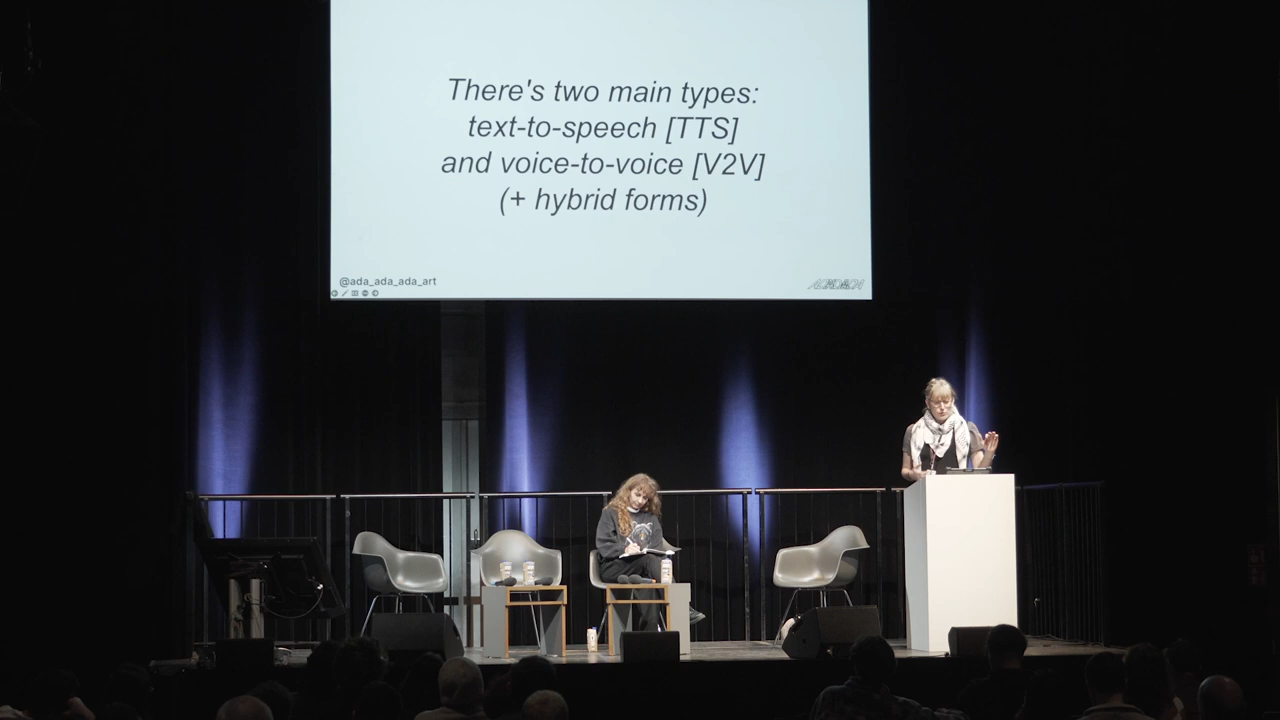 There's two main types:
text-to-speech [TTS]
and voice-to-voice [V2V]
(+ hybrid forms)
@ada_ada_ada_art